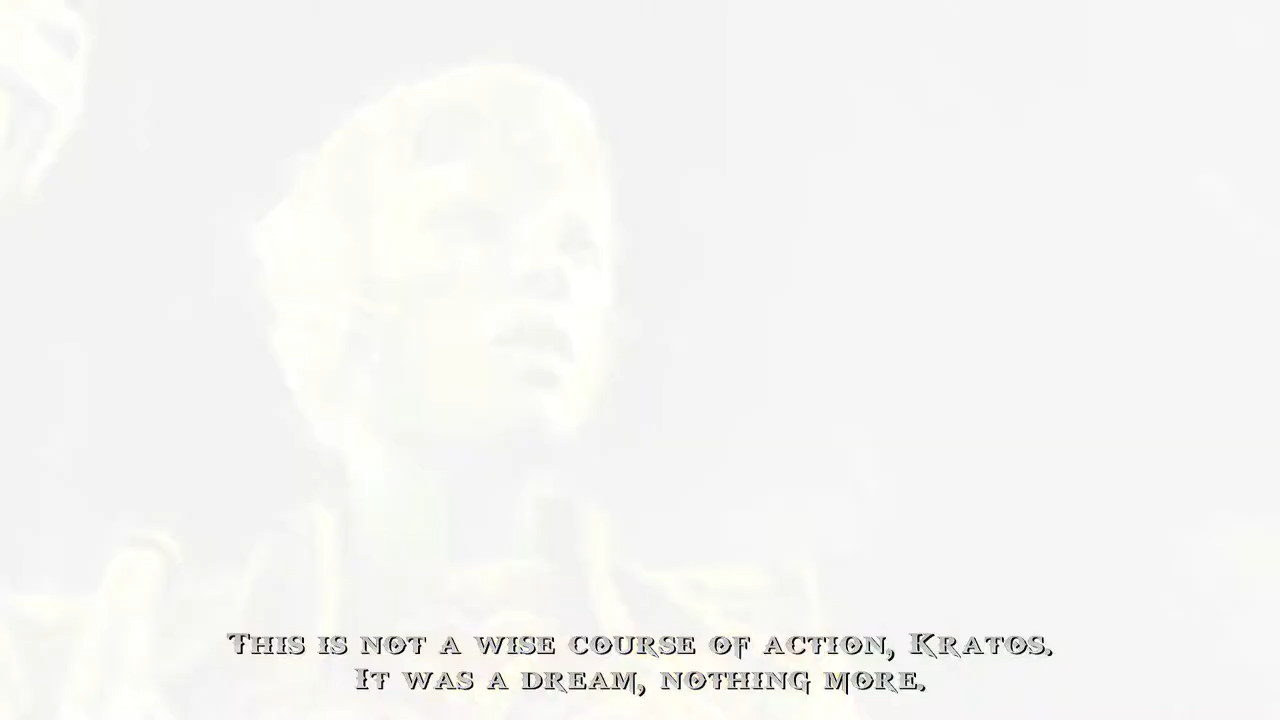 This is not a wise course of action, Kratos.
It was a dream, nothing more.